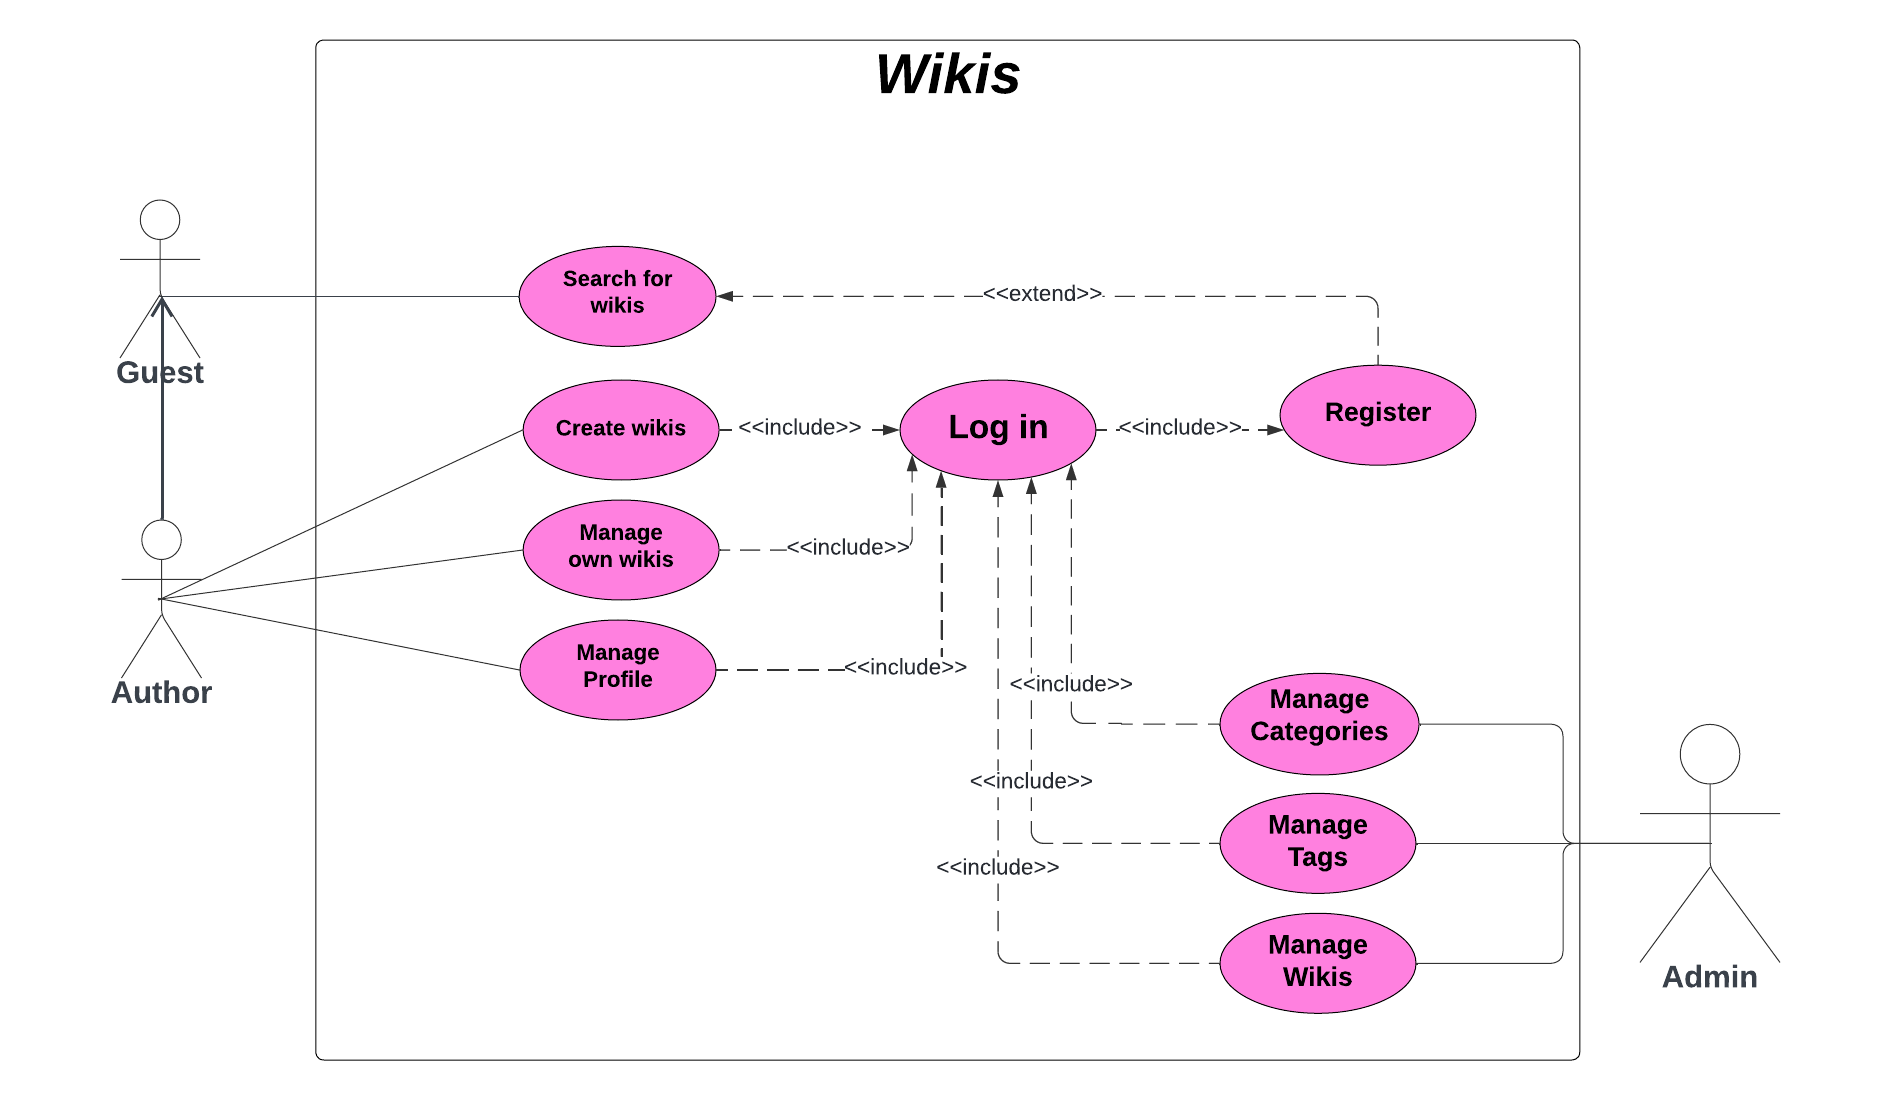 Wikis
Search for
wikis
<<extend>>
Guest
Create wikis
<<include>>
Log in
<<include>>
Register
Manage
own wikis
<<include>>
Manage
Profile
<<include>>
Author
<<include>>
Manage
Categories
<<include>>
Manage
Tags
<<include>>
Manage
Wikis
Admin